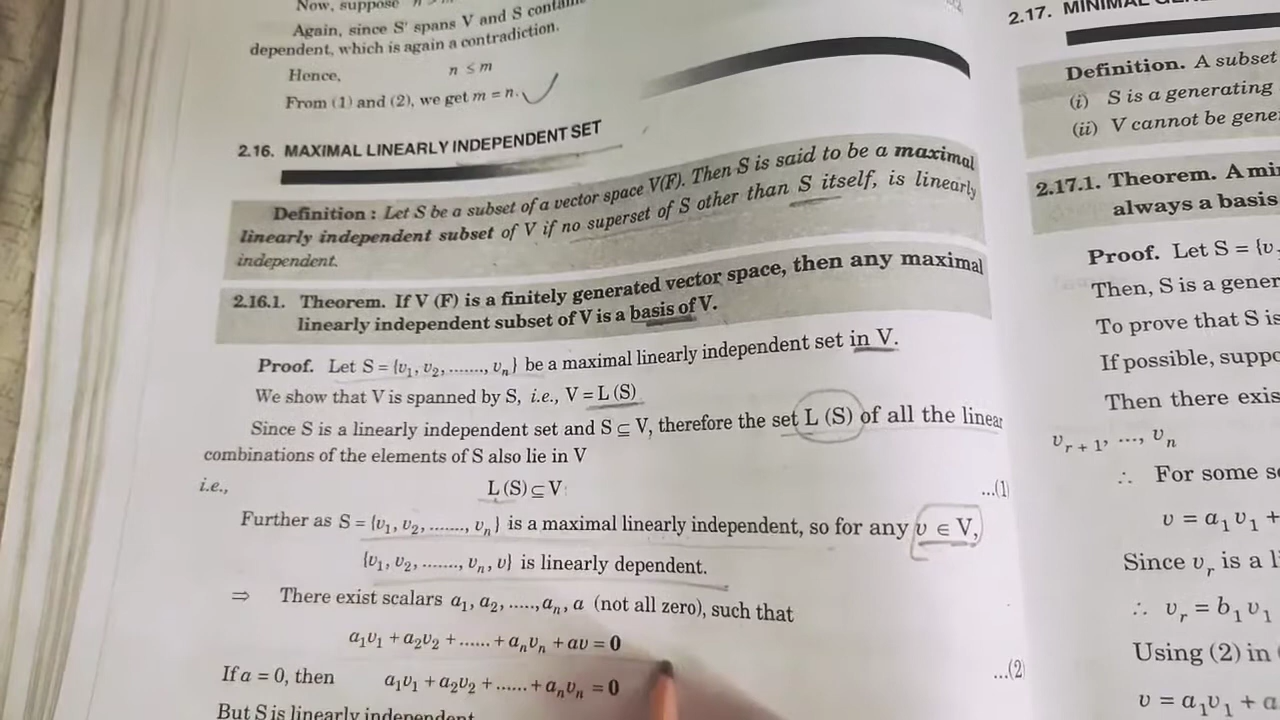 Now, suppose
Again, since S' spans V and S
dependent, which is again a contradiction.
Hence, n ≤ m
From (1) and (2), we get m = n.
2.16. MAXIMAL LINEARLY INDEPENDENT SET
Definition : Let S be a subset of a vector space V(F). Then S is said to be a maximal
linearly independent subset of V if no superset of S other than S itself, is linearly
independent.
2.16.1. Theorem. If V (F) is a finitely generated vector space, then any maximal
linearly independent subset of V is a basis of V.
Proof. Let S = {v₁, v₂, ......., vₙ} be a maximal linearly independent set in V.
We show that V is spanned by S, i.e., V = L (S)
Since S is a linearly independent set and S ⊆ V, therefore the set L (S) of all the linear
combinations of the elements of S also lie in V
i.e., L (S) ⊆ V ...(1)
Further as S = {v₁, v₂, ......., vₙ} is a maximal linearly independent, so for any v ∈ V,
{v₁, v₂, ......., vₙ, v} is linearly dependent.
⇒ There exist scalars a₁, a₂, ....., aₙ, a (not all zero), such that
a₁v₁ + a₂v₂ + ...... + aₙvₙ + av = 0 ...(2)
If a = 0, then a₁v₁ + a₂v₂ + ...... + aₙvₙ = 0
But S is linearly independent
2.17. MINIMAL
Definition. A subset
(i) S is a generating
(ii) V cannot be
2.17.1. Theorem. A
always a basis
Proof. Let S = {v
Then, S is a
To prove that S is
If possible,
Then there
vᵣ ₊ ₁, ..., vₙ
∴ For some
v = a₁v₁ +
Since vᵣ is a
∴ vᵣ = b₁v₁
Using (2) in
v = a₁v₁ +